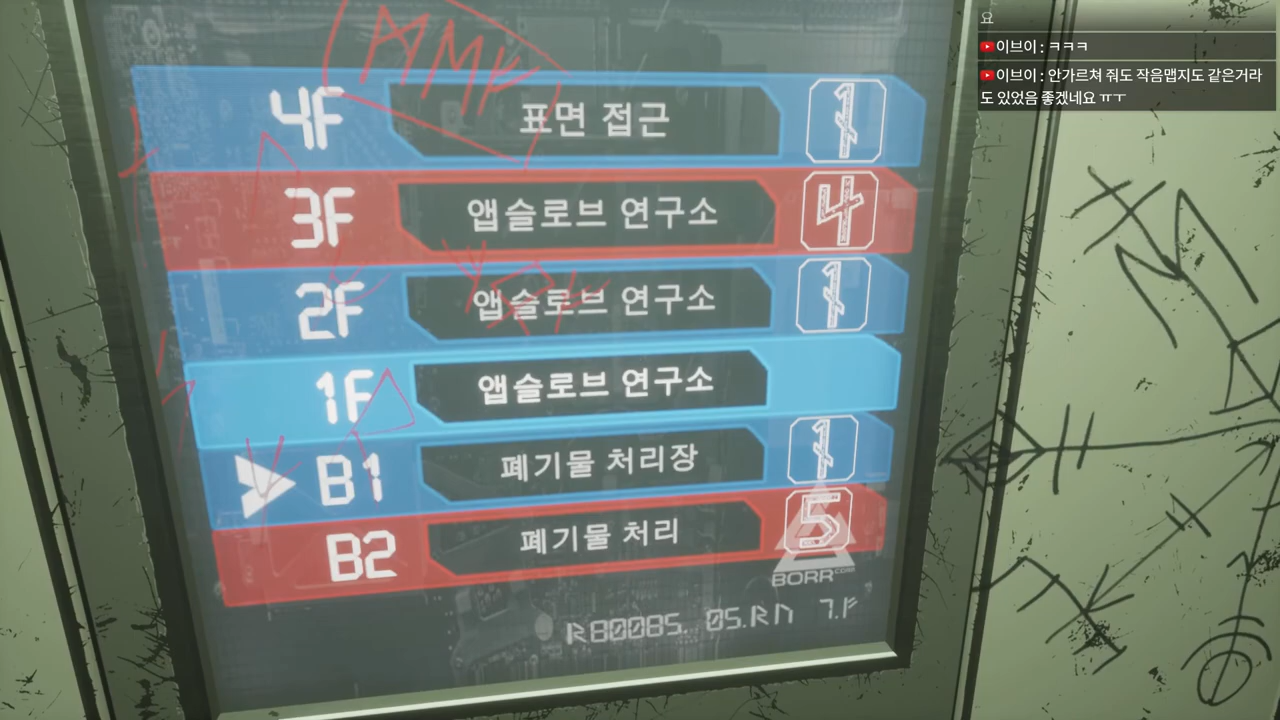 요
이브이 : ㅋㅋㅋ
이브이 : 안가르쳐 줘도 작음맵지도 같은거라
도 있었음 좋겠네요 ㅠㅜ
4F 표면 접근 1
3F 앱슬로브 연구소 4
2F 앱슬로브 연구소 1
1F 앱슬로브 연구소
B1 폐기물 처리장 1
B2 폐기물 처리 5
BORR CORP